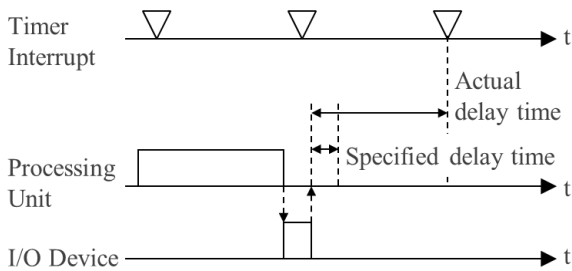 Timer
Interrupt
t
Actual
delay time
Specified delay time
Processing
Unit
t
I/O Device
t